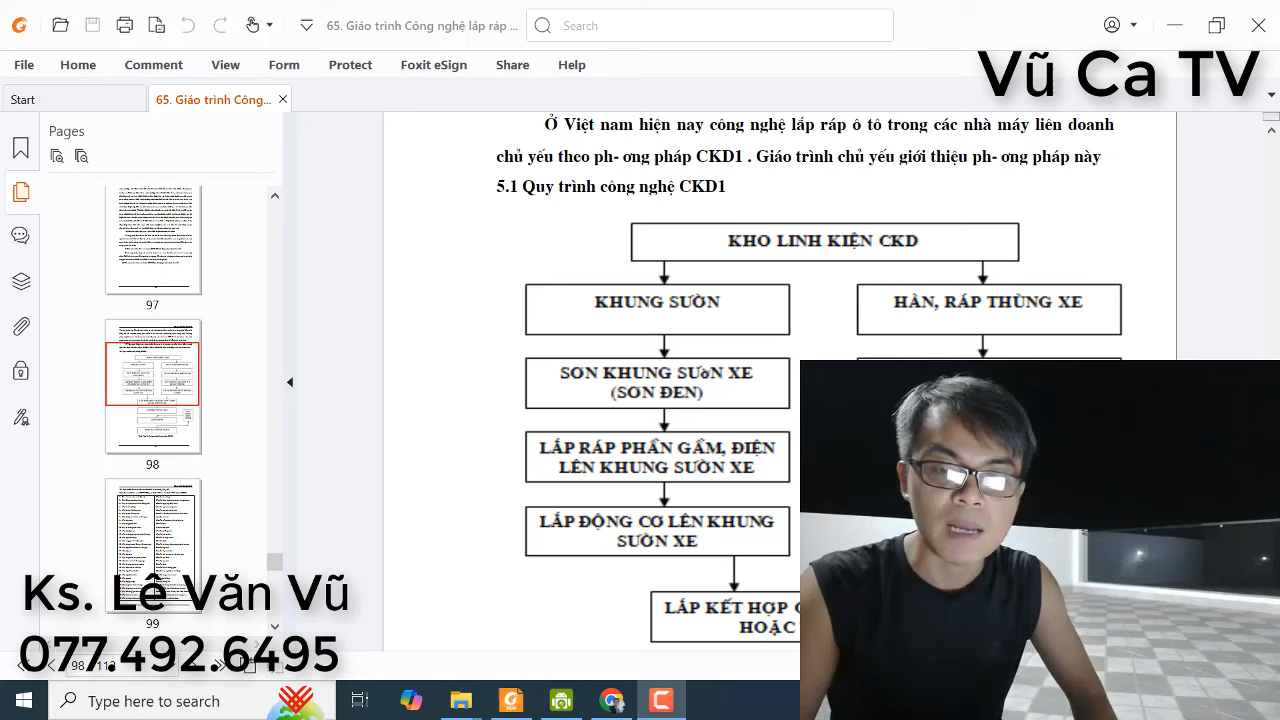 65. Giáo trình Công nghệ lắp ráp ...
Search
File Home Comment View Form Protect Foxit eSign Share Help
Vũ Ca TV
Start
65. Giáo trình Công...
Pages
Ở Việt nam hiện nay công nghệ lắp ráp ô tô trong các nhà máy liên doanh
chủ yếu theo ph- ơng pháp CKD1 . Giáo trình chủ yếu giới thiệu ph- ơng pháp này
5.1 Quy trình công nghệ CKD1
KHO LINH KIỆN CKD
KHUNG SƯỜN
HÀN, RÁP THÙNG XE
SƠN KHUNG SƯờN XE
(SƠN ĐEN)
LẮP RÁP PHẦN GẦM, ĐIỆN
LÊN KHUNG SƯỜN XE
LẮP ĐỘNG CƠ LÊN KHUNG
SƯỜN XE
LẮP KẾT HỢP
HOẶC
97
98
99
Ks. Lê Văn Vũ
077.492.6495
Type here to search